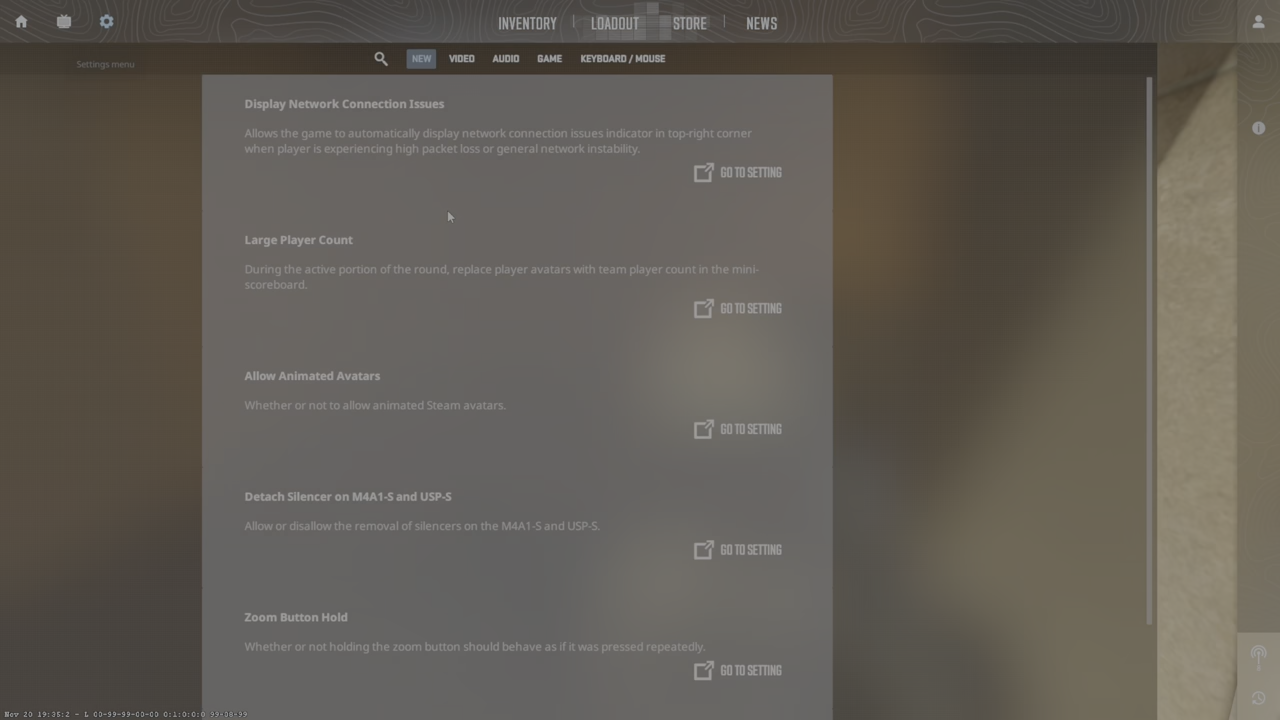 INVENTORY
LOADOUT
STORE
NEWS
Settings menu
NEW
VIDEO
AUDIO
GAME
KEYBOARD / MOUSE
Display Network Connection Issues
Allows the game to automatically display network connection issues indicator in top-right corner
when player is experiencing high packet loss or general network instability.
GO TO SETTING
Large Player Count
During the active portion of the round, replace player avatars with team player count in the mini-
scoreboard.
GO TO SETTING
Allow Animated Avatars
Whether or not to allow animated Steam avatars.
GO TO SETTING
Detach Silencer on M4A1-S and USP-S
Allow or disallow the removal of silencers on the M4A1-S and USP-S.
GO TO SETTING
Zoom Button Hold
Whether or not holding the zoom button should behave as if it was pressed repeatedly.
GO TO SETTING
Nov 20 19:35:2